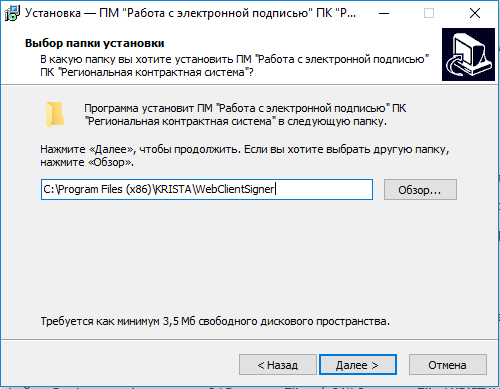 Установка — ПМ "Работа с электронной подписью" ПК "Р...
Выбор папки установки
В какую папку вы хотите установить ПМ "Работа с электронной подписью"
ПК "Региональная контрактная система"?
Программа установит ПМ "Работа с электронной подписью" ПК
"Региональная контрактная система" в следующую папку.
Нажмите «Далее», чтобы продолжить. Если вы хотите выбрать другую папку,
нажмите «Обзор».
C:\Program Files (x86)\KRISTA\WebClientSigner
Обзор...
Требуется как минимум 3,5 Мб свободного дискового пространства.
< Назад
Далее >
Отмена